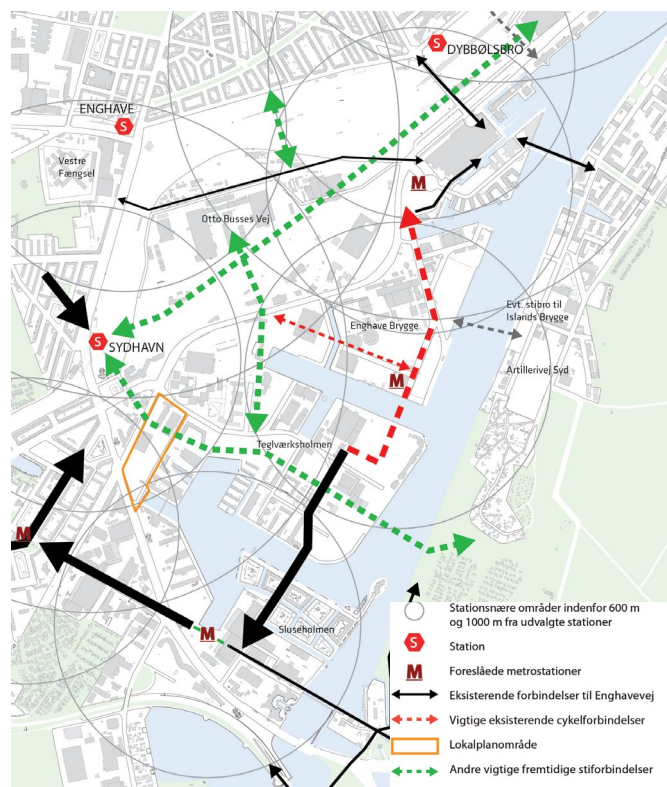 S
DYBBØLSBRO
ENGHAVE
S
Vestre
Fængsel
M
Otto Busses Vej
Evt. stibro til
Islands Brygge
Enghave Brygge
S
SYDHAVN
M
Artillerivej Syd
Teglværksholmen
M
M
Sluseholmen
Stationsnære områder indenfor 600 m
og 1000 m fra udvalgte stationer
S
Station
M
Foreslåede metrostationer
Eksisterende forbindelser til Enghavevej
Vigtige eksisterende cykelforbindelser
Lokalplanområde
Andre vigtige fremtidige stiforbindelser